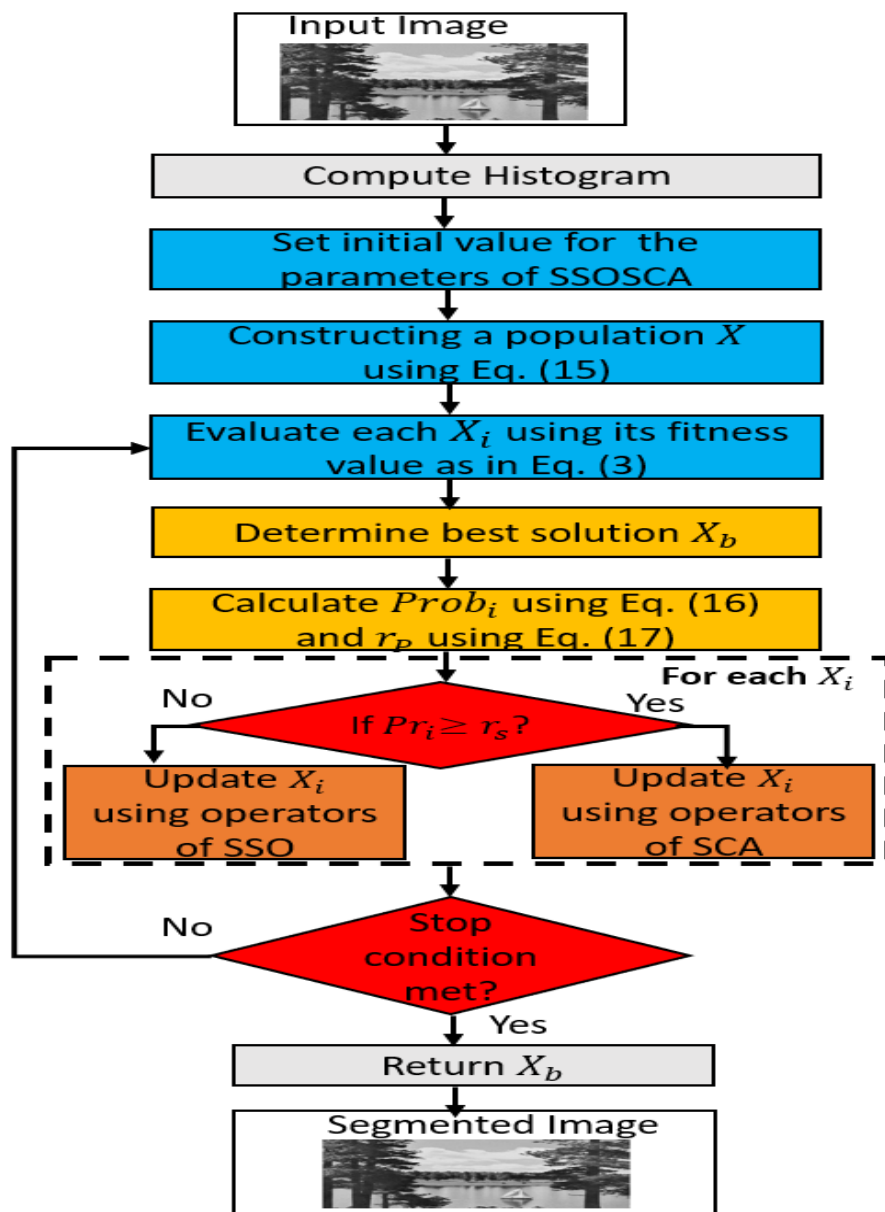 Input Image
Compute Histogram
Set initial value for the
parameters of SSOSCA
Constructing a population X
using Eq. (15)
Evaluate each X_i using its fitness
value as in Eq. (3)
Determine best solution X_b
Calculate Prob_i using Eq. (16)
and r_P using Eq. (17)
For each X_i
No
Yes
If Pr_i ≥ r_s?
Update X_i
using operators
of SSO
Update X_i
using operators
of SCA
No
Stop
condition
met?
Yes
Return X_b
Segmented Image